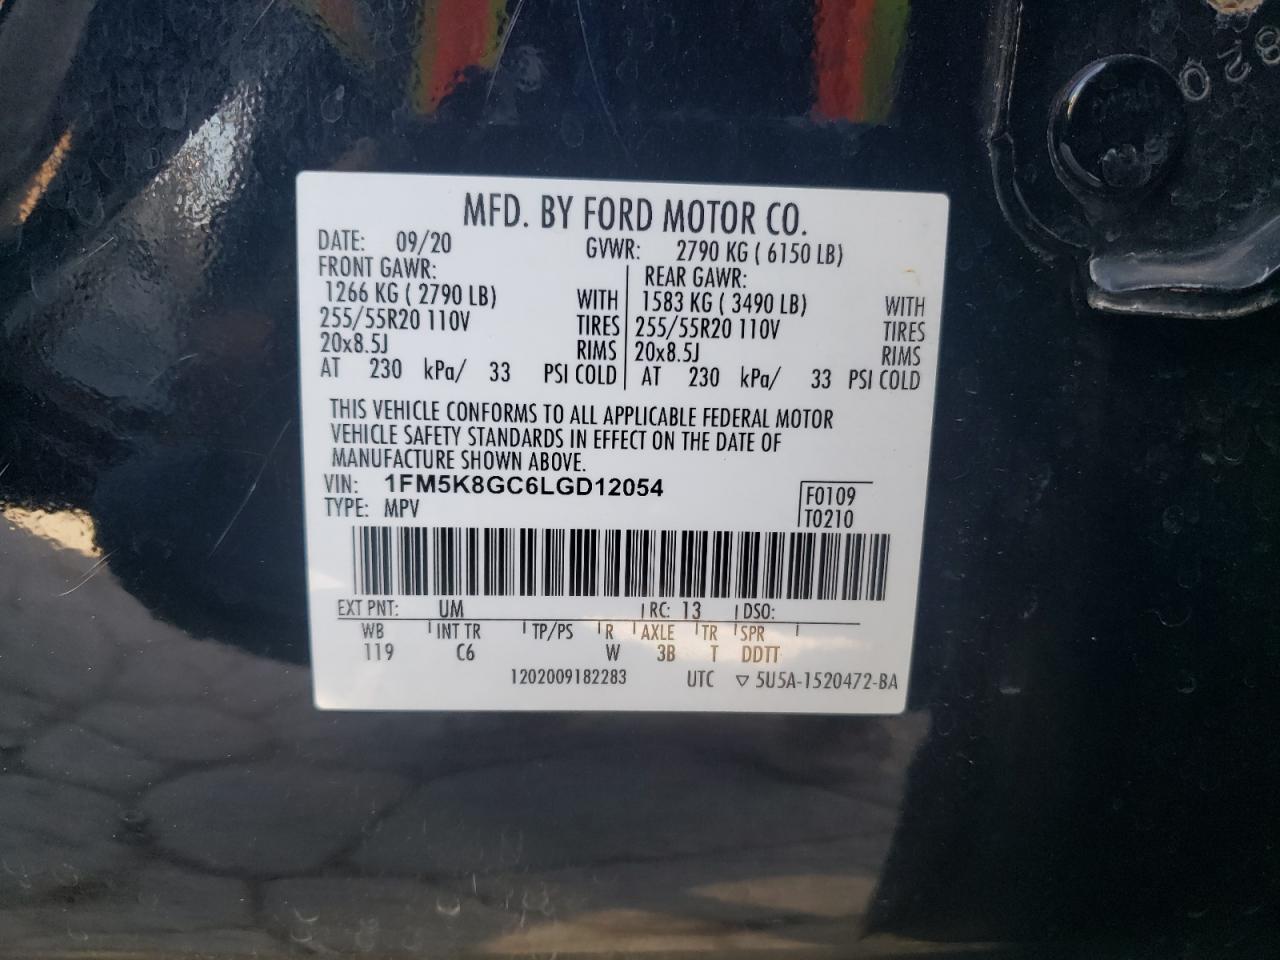 820
MFD. BY FORD MOTOR CO.
DATE: 09/20 GVWR: 2790 KG ( 6150 LB)
FRONT GAWR: REAR GAWR:
1266 KG ( 2790 LB) WITH 1583 KG ( 3490 LB) WITH
255/55R20 110V TIRES 255/55R20 110V TIRES
20x8.5J RIMS 20x8.5J RIMS
AT 230 kPa/ 33 PSI COLD AT 230 kPa/ 33 PSI COLD
THIS VEHICLE CONFORMS TO ALL APPLICABLE FEDERAL MOTOR
VEHICLE SAFETY STANDARDS IN EFFECT ON THE DATE OF
MANUFACTURE SHOWN ABOVE.
VIN: 1FM5K8GC6LGD12054 F0109
TYPE: MPV T0210
EXT PNT: UM RC: 13 DSO:
WB INT TR TP/PS R AXLE TR SPR
119 C6 W 3B T DDTT
1202009182283 UTC ▽ 5U5A-1520472-BA